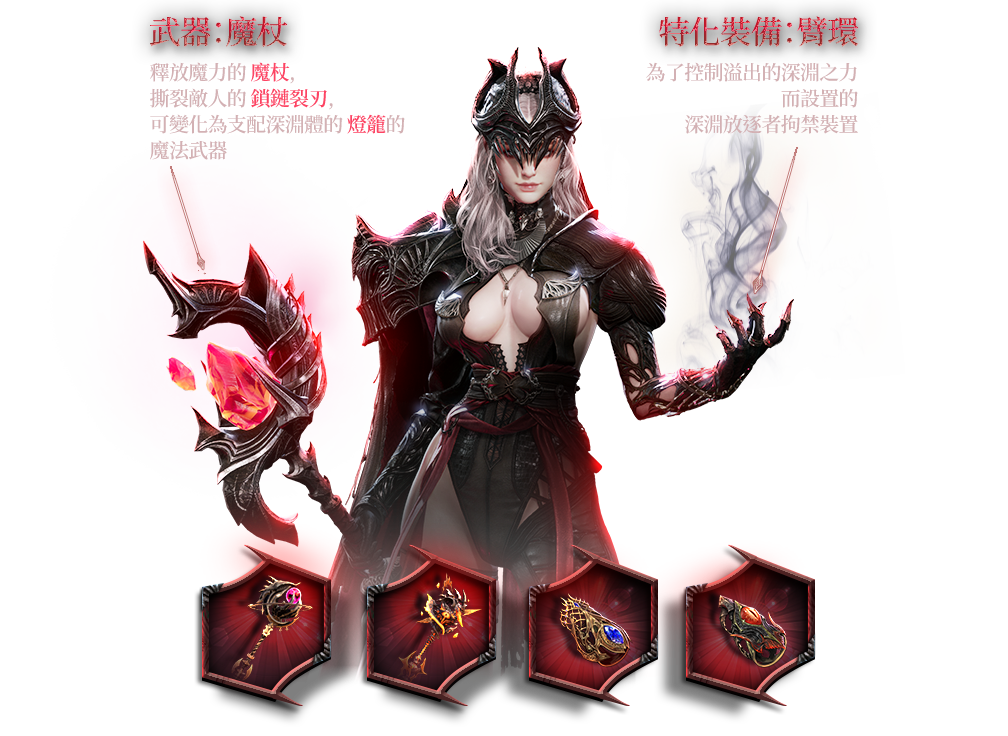 武器:魔杖
釋放魔力的 魔杖,
撕裂敵人的 鎖鏈裂刃,
可變化為支配深淵體的 燈籠的
魔法武器
特化裝備:臂環
為了控制溢出的深淵之力
而設置的
深淵放逐者拘禁裝置